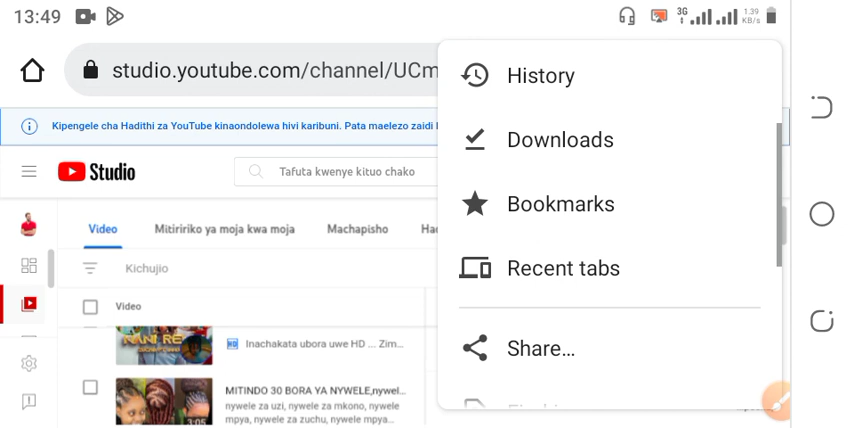 13:49
3G
1.39
KB/s
studio.youtube.com/channel/UCm
Kipengele cha Hadithi za YouTube kinaondolewa hivi karibuni. Pata maelezo zaidi
Studio
Tafuta kwenye kituo chako
Video
Mitiririko ya moja kwa moja
Machapisho
Kichujio
Video
NANI RE
HD
Inachakata ubora uwe HD ... Zim...
MITINDO 30 BORA YA NYWELE,nywel...
nywele za uzi, nywele za mkono, nywele
mpya, nywele za zuchu, nywele mpya...
3:05
History
Downloads
Bookmarks
Recent tabs
Share...